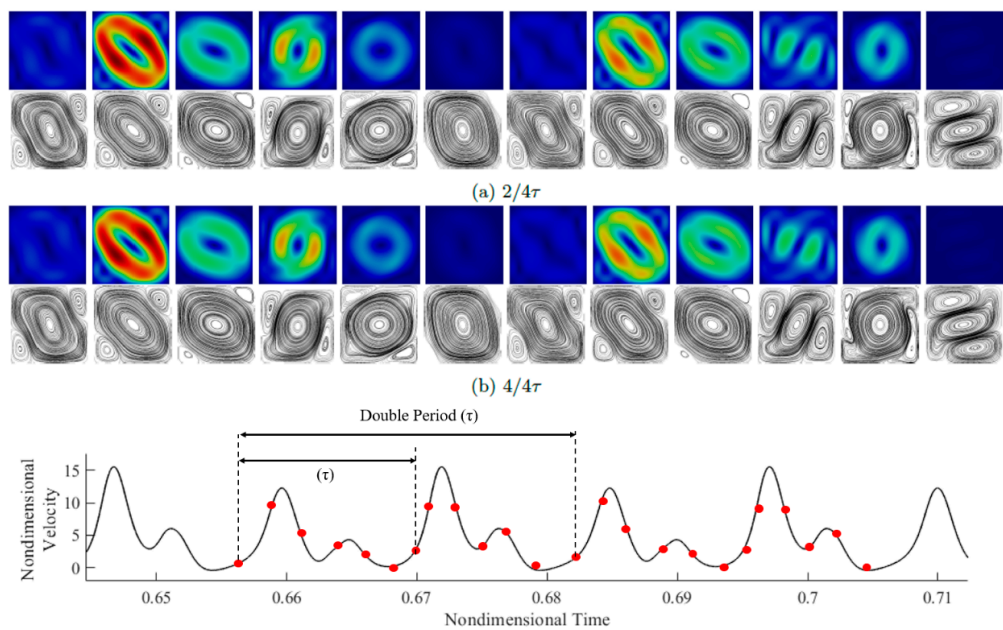 (a) 2/4τ
(b) 4/4τ
Double Period (τ)
(τ)
Nondimensional
Velocity
15
10
5
0
0.65
0.66
0.67
0.68
0.69
0.7
0.71
Nondimensional Time